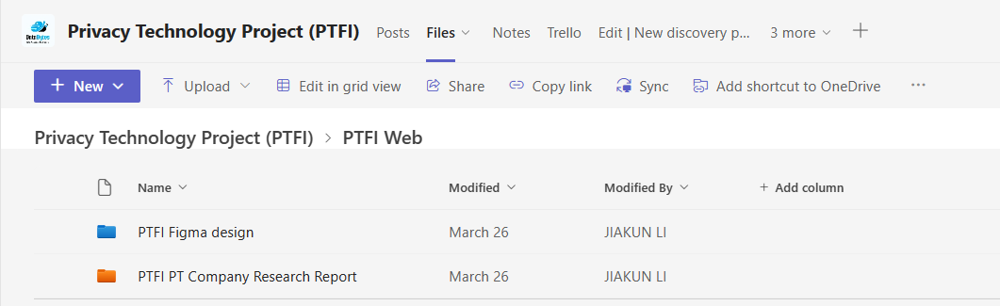 Privacy Technology Project (PTFI) Posts Files Notes Trello Edit | New discovery p... 3 more
DataBytes
New Upload Edit in grid view Share Copy link Sync Add shortcut to OneDrive ...
Privacy Technology Project (PTFI) > PTFI Web
Name Modified Modified By + Add column
PTFI Figma design March 26 JIAKUN LI
PTFI PT Company Research Report March 26 JIAKUN LI